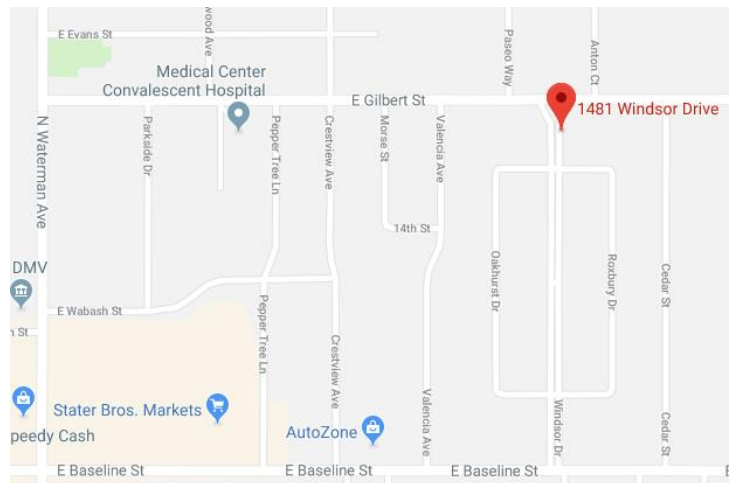 E Evans St
wood Ave
Medical Center
Convalescent Hospital
E Gilbert St
Paseo Way
Anton Ct
1481 Windsor Drive
N Waterman Ave
Parkside Dr
Pepper Tree Ln
Crestview Ave
Morse St
Valencia Ave
14th St
DMV
E Wabash St
h St
Oakhurst Dr
Roxbury Dr
Cedar St
Pepper Tree Ln
Crestview Ave
Valencia Ave
Windsor Dr
Cedar St
Stater Bros. Markets
peedy Cash
AutoZone
E Baseline St
E Baseline St
E Baseline St
E